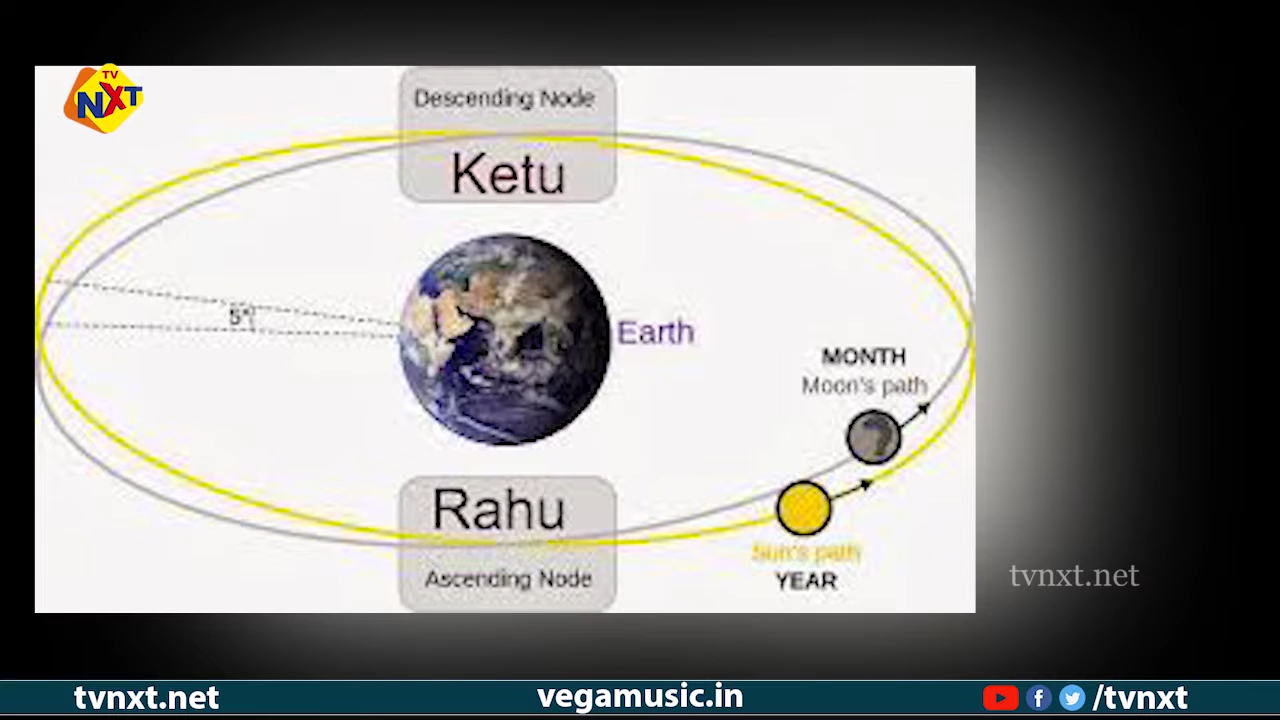 TV
NXT
Descending Node
Ketu
5°
Earth
MONTH
Moon's path
Rahu
Ascending Node
Sun's path
YEAR
tvnxt.net
tvnxt.net
vegamusic.in
/tvnxt